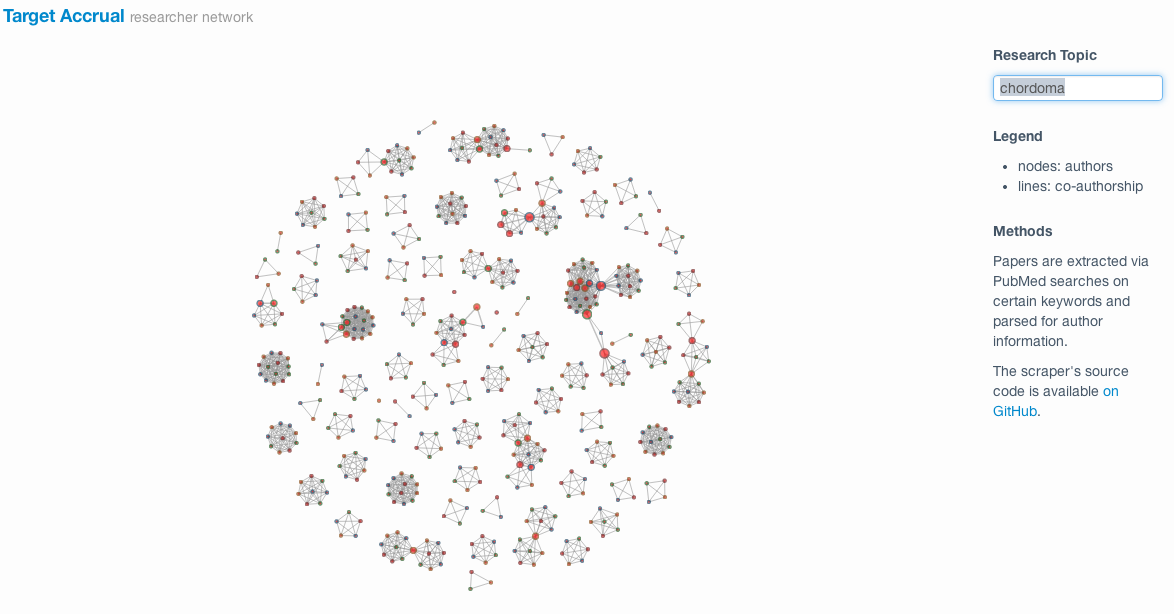 Target Accrual researcher network
Research Topic
chordoma
Legend
• nodes: authors
• lines: co-authorship
Methods
Papers are extracted via
PubMed searches on
certain keywords and
parsed for author
information.
The scraper's source
code is available on
GitHub.